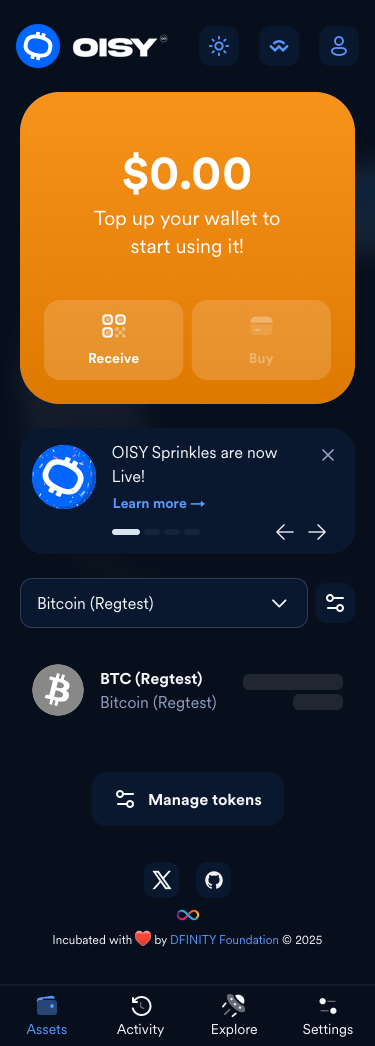 OISY
$0.00
Top up your wallet to
start using it!
Receive
Buy
OISY Sprinkles are now
Live!
Learn more →
Bitcoin (Regtest)
BTC (Regtest)
Bitcoin (Regtest)
Manage tokens
Incubated with ❤️ by DFINITY Foundation © 2025
Assets
Activity
Explore
Settings